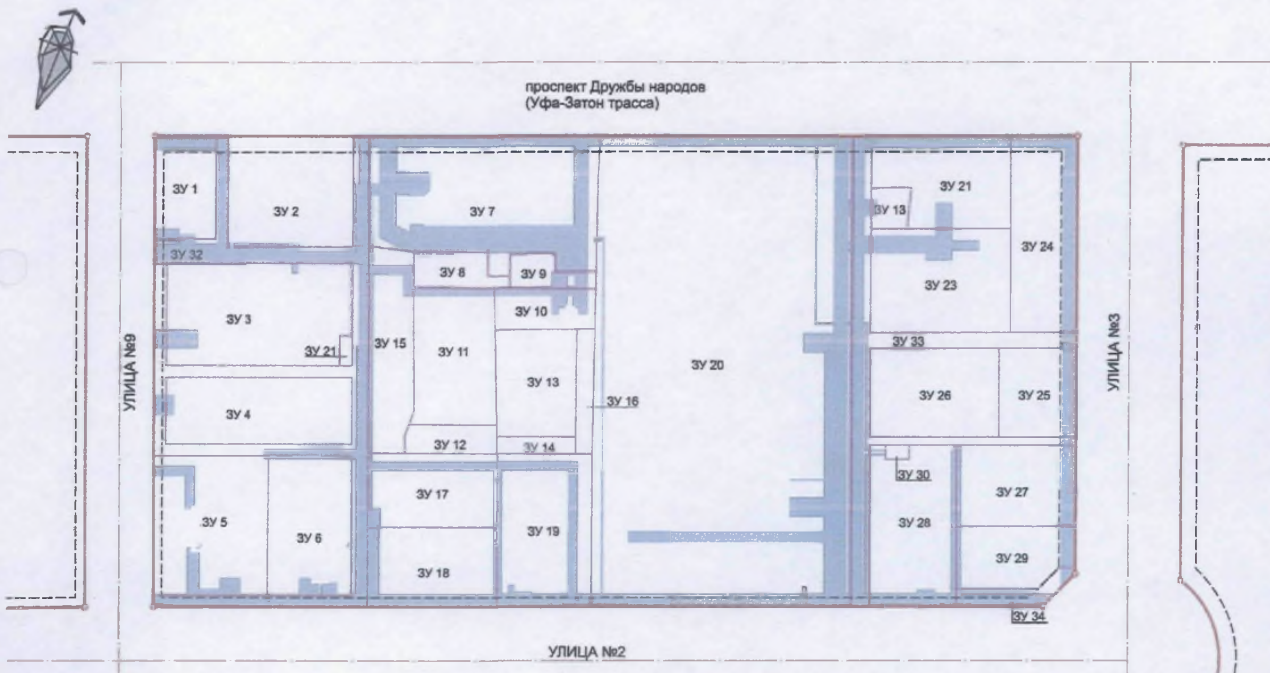 проспект Дружбы народов
(Уфа-Затон трасса)
ЗУ 1
ЗУ 2
ЗУ 7
ЗУ 21
ЗУ 13
ЗУ 24
ЗУ 32
ЗУ 8
ЗУ 9
ЗУ 23
ЗУ 10
ЗУ 3
ЗУ 21
ЗУ 15
ЗУ 11
ЗУ 33
УЛИЦА №9
ЗУ 20
УЛИЦА №3
ЗУ 13
ЗУ 16
ЗУ 26
ЗУ 25
ЗУ 4
ЗУ 12
ЗУ 14
ЗУ 30
ЗУ 17
ЗУ 27
ЗУ 5
ЗУ 6
ЗУ 19
ЗУ 28
ЗУ 18
ЗУ 29
ЗУ 34
УЛИЦА №2